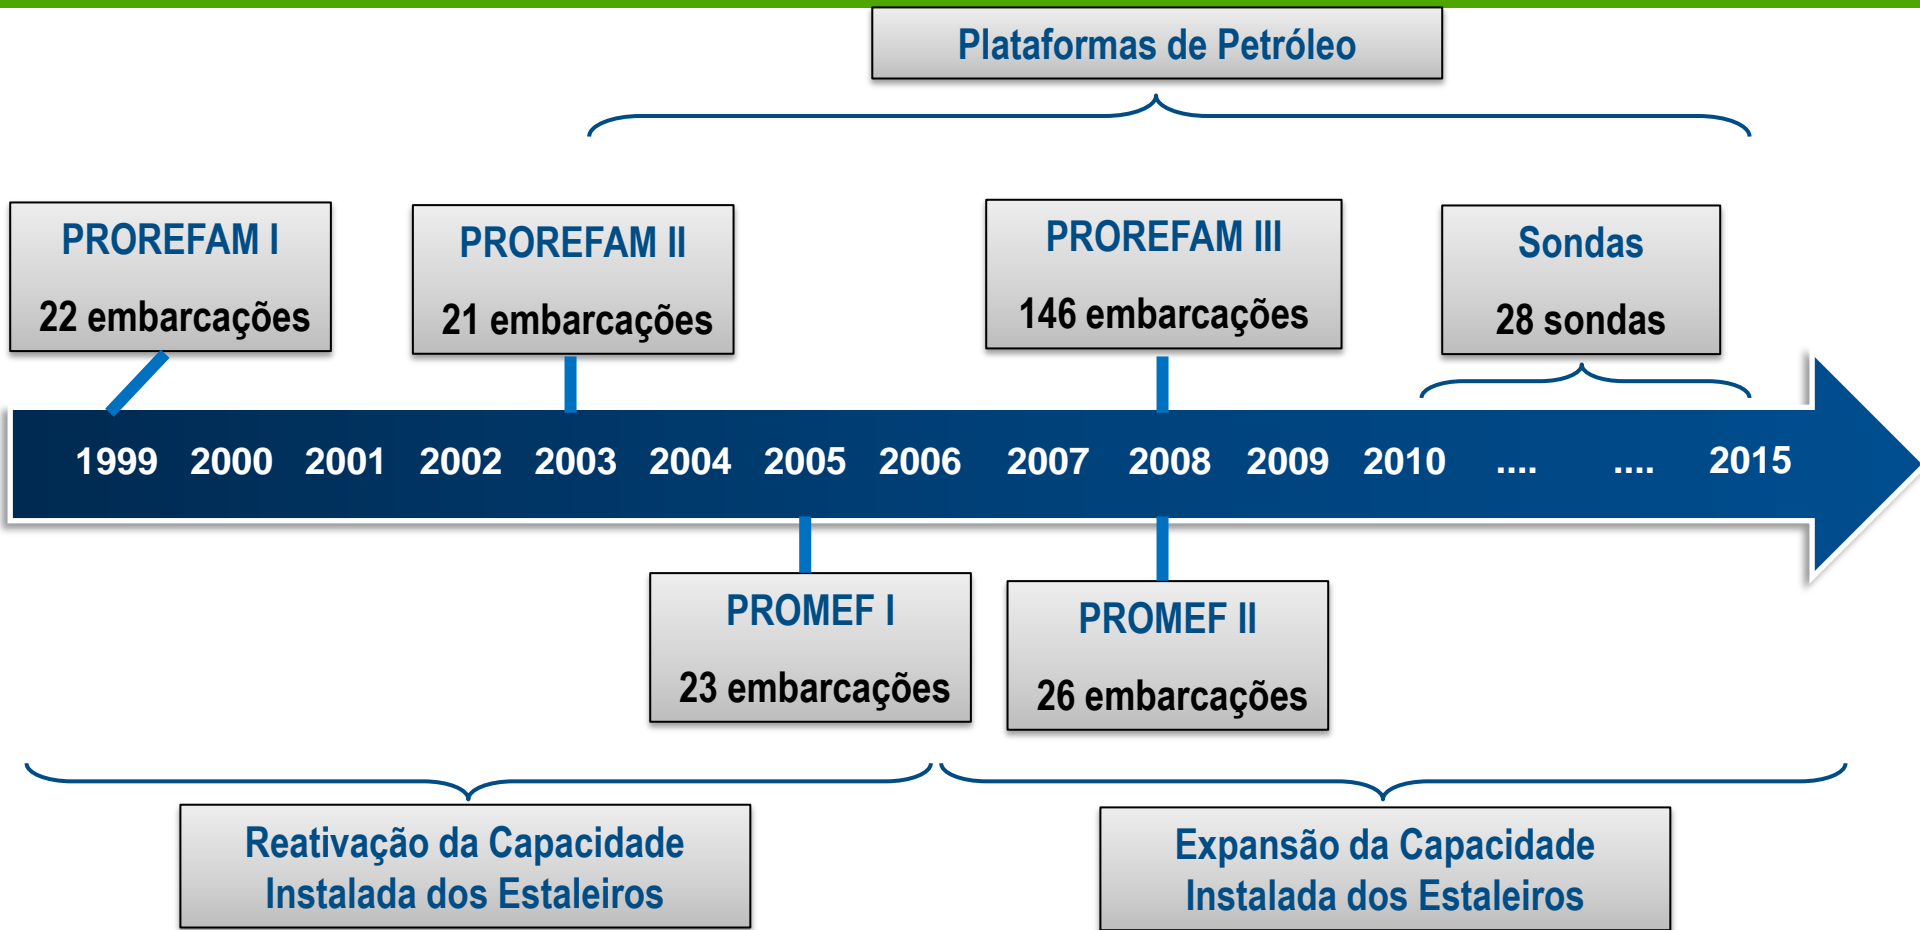 Plataformas de Petróleo
PROREFAM I
22 embarcações
PROREFAM II
21 embarcações
PROREFAM III
146 embarcações
Sondas
28 sondas
1999 2000 2001 2002 2003 2004 2005 2006 2007 2008 2009 2010 .... .... 2015
PROMEF I
23 embarcações
PROMEF II
26 embarcações
Reativação da Capacidade
Instalada dos Estaleiros
Expansão da Capacidade
Instalada dos Estaleiros